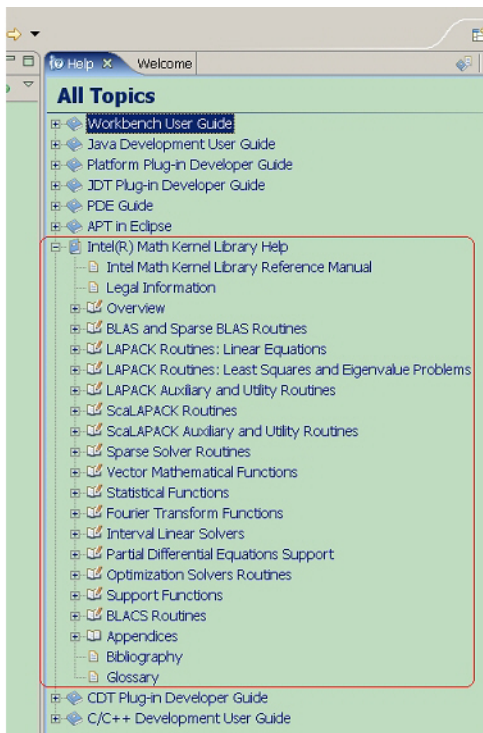 Help Welcome
All Topics
Workbench User Guide
Java Development User Guide
Platform Plug-in Developer Guide
JDT Plug-in Developer Guide
PDE Guide
APT in Eclipse
Intel(R) Math Kernel Library Help
Intel Math Kernel Library Reference Manual
Legal Information
Overview
BLAS and Sparse BLAS Routines
LAPACK Routines: Linear Equations
LAPACK Routines: Least Squares and Eigenvalue Problems
LAPACK Auxiliary and Utility Routines
ScaLAPACK Routines
ScaLAPACK Auxiliary and Utility Routines
Sparse Solver Routines
Vector Mathematical Functions
Statistical Functions
Fourier Transform Functions
Interval Linear Solvers
Partial Differential Equations Support
Optimization Solvers Routines
Support Functions
BLACS Routines
Appendices
Bibliography
Glossary
CDT Plug-in Developer Guide
C/C++ Development User Guide